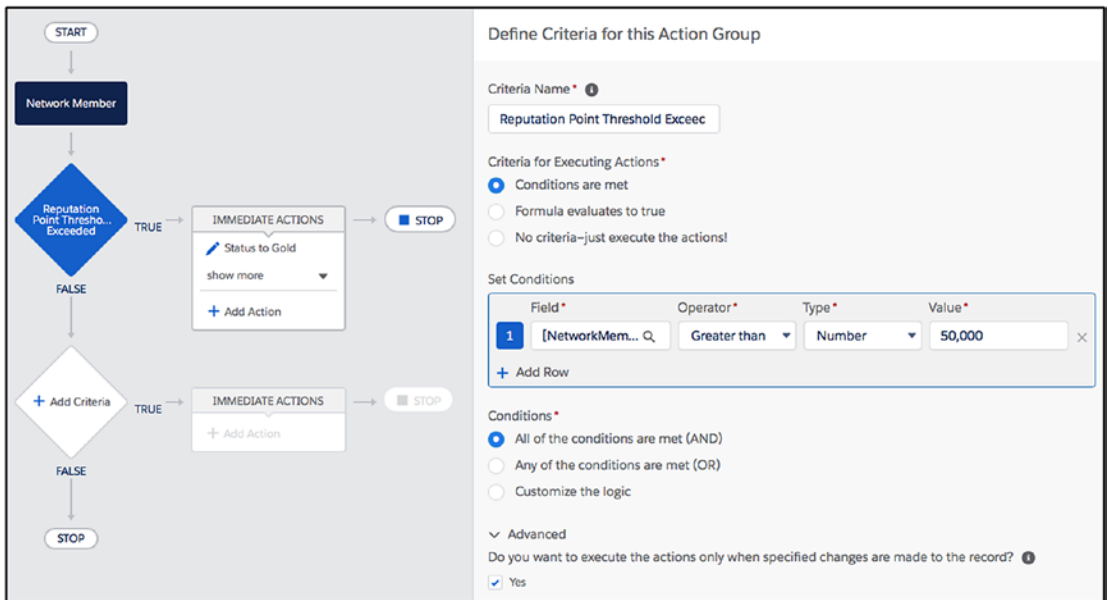 START
Network Member
Reputation
Point Thresho...
Exceeded
TRUE
IMMEDIATE ACTIONS
Status to Gold
show more
+ Add Action
STOP
FALSE
+ Add Criteria
TRUE
IMMEDIATE ACTIONS
+ Add Action
STOP
FALSE
STOP
Define Criteria for this Action Group
Criteria Name*
Reputation Point Threshold Exceec
Criteria for Executing Actions*
Conditions are met
Formula evaluates to true
No criteria–just execute the actions!
Set Conditions
Field* Operator* Type* Value*
1 [NetworkMem... Greater than Number 50,000
+ Add Row
Conditions*
All of the conditions are met (AND)
Any of the conditions are met (OR)
Customize the logic
Advanced
Do you want to execute the actions only when specified changes are made to the record?
Yes